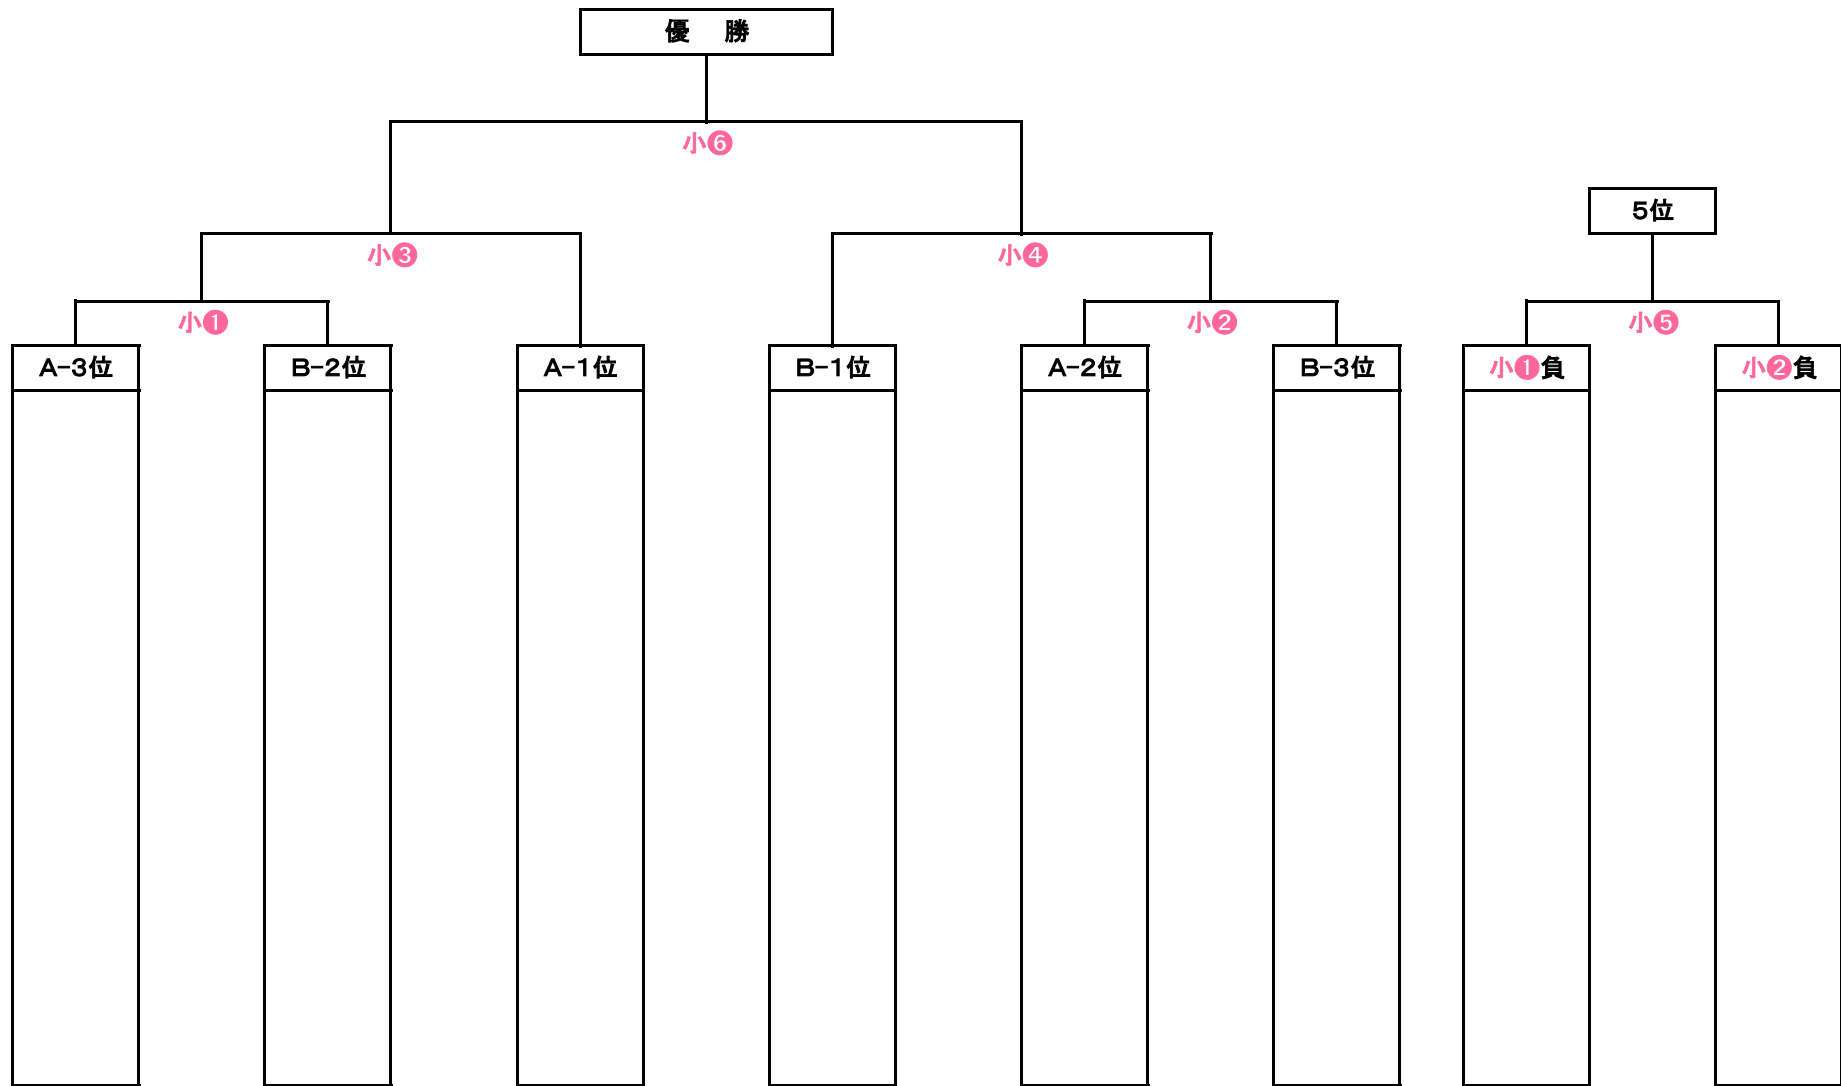 優　勝
小❻
5位
小❸
小❹
小❶
小❷
小❺
A-3位
B-2位
A-1位
B-1位
A-2位
B-3位
小❶負
小❷負